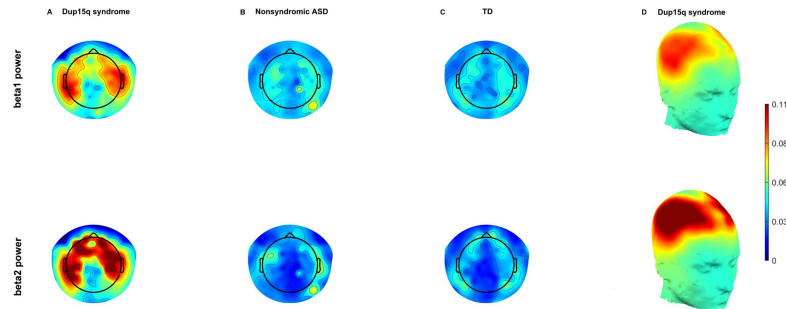 A Dup15q syndrome
B Nonsyndromic ASD
C TD
D Dup15q syndrome
beta1 power
0.11
0.08
0.06
0.03
0
beta2 power